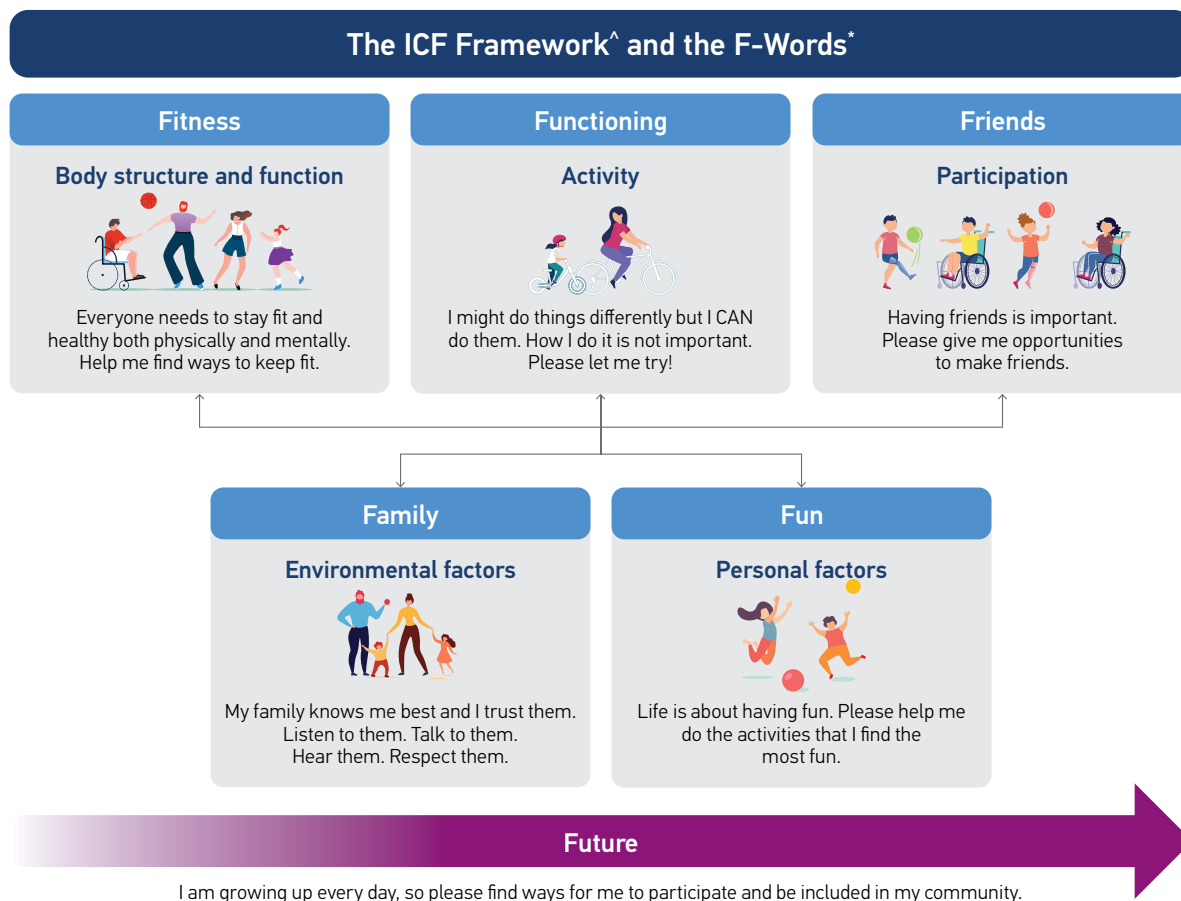 The ICF Framework^ and the F-Words*
Fitness
Body structure and function
Everyone needs to stay fit and
healthy both physically and mentally.
Help me find ways to keep fit.
Functioning
Activity
I might do things differently but I CAN
do them. How I do it is not important.
Please let me try!
Friends
Participation
Having friends is important.
Please give me opportunities
to make friends.
Family
Environmental factors
My family knows me best and I trust them.
Listen to them. Talk to them.
Hear them. Respect them.
Fun
Personal factors
Life is about having fun. Please help me
do the activities that I find the
most fun.
Future
I am growing up every day, so please find ways for me to participate and be included in my community.